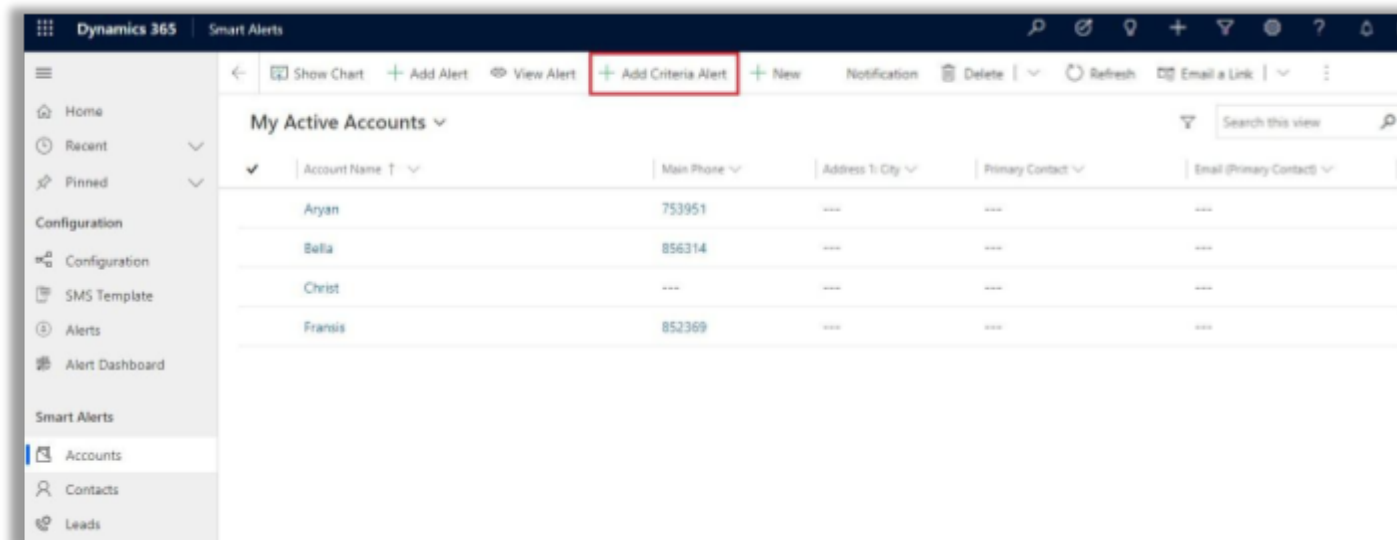 Dynamics 365 Smart Alerts ?
Show Chart Add Alert View Alert Add Criteria Alert New Notification Delete Refresh Email a Link
Home
My Active Accounts Search this view
Recent
Account Name ↑ Main Phone Address 1: City Primary Contact Email (Primary Contact)
Pinned
Aryan 753951 --- --- ---
Configuration
Bella 856314 --- --- ---
Configuration
Christ --- --- --- ---
SMS Template
Fransis 852369 --- --- ---
Alerts
Alert Dashboard
Smart Alerts
Accounts
Contacts
Leads